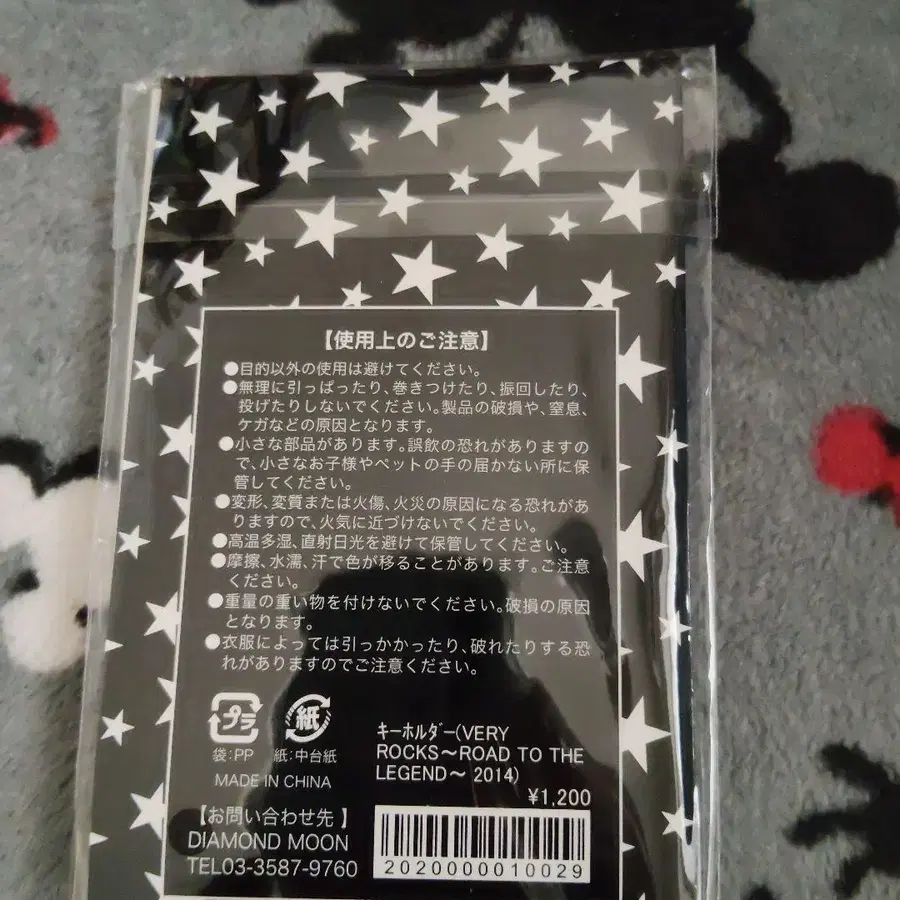 【使用上のご注意】
●目的以外の使用は避けてください。
●無理に引っぱったり、巻きつけたり、振回したり、
投げたりしないでください。製品の破損や、窒息、
ケガなどの原因となります。
●小さな部品があります。誤飲の恐れがありますの
で、小さなお子様やペットの手の届かない所に保
管してください。
●変形、変質または火傷、火災の原因になる恐れがあ
りますので、火気に近づけないでください。
●高温多湿、直射日光を避けて保管してください。
●摩擦、水濡、汗で色が移ることがあります。ご注意
ください。
●重量の重い物を付けないでください。破損の原因
となります。
●衣服によっては引っかかったり、破れたりする恐
れがありますのでご注意ください。
プラ
紙
袋:PP 紙:中台紙
MADE IN CHINA
【お問い合わせ先】
DIAMOND MOON
TEL03-3587-9760
ｷｰﾎﾙﾀﾞｰ(VERY
ROCKS～ROAD TO THE
LEGEND～ 2014)
¥1,200
2020000010029